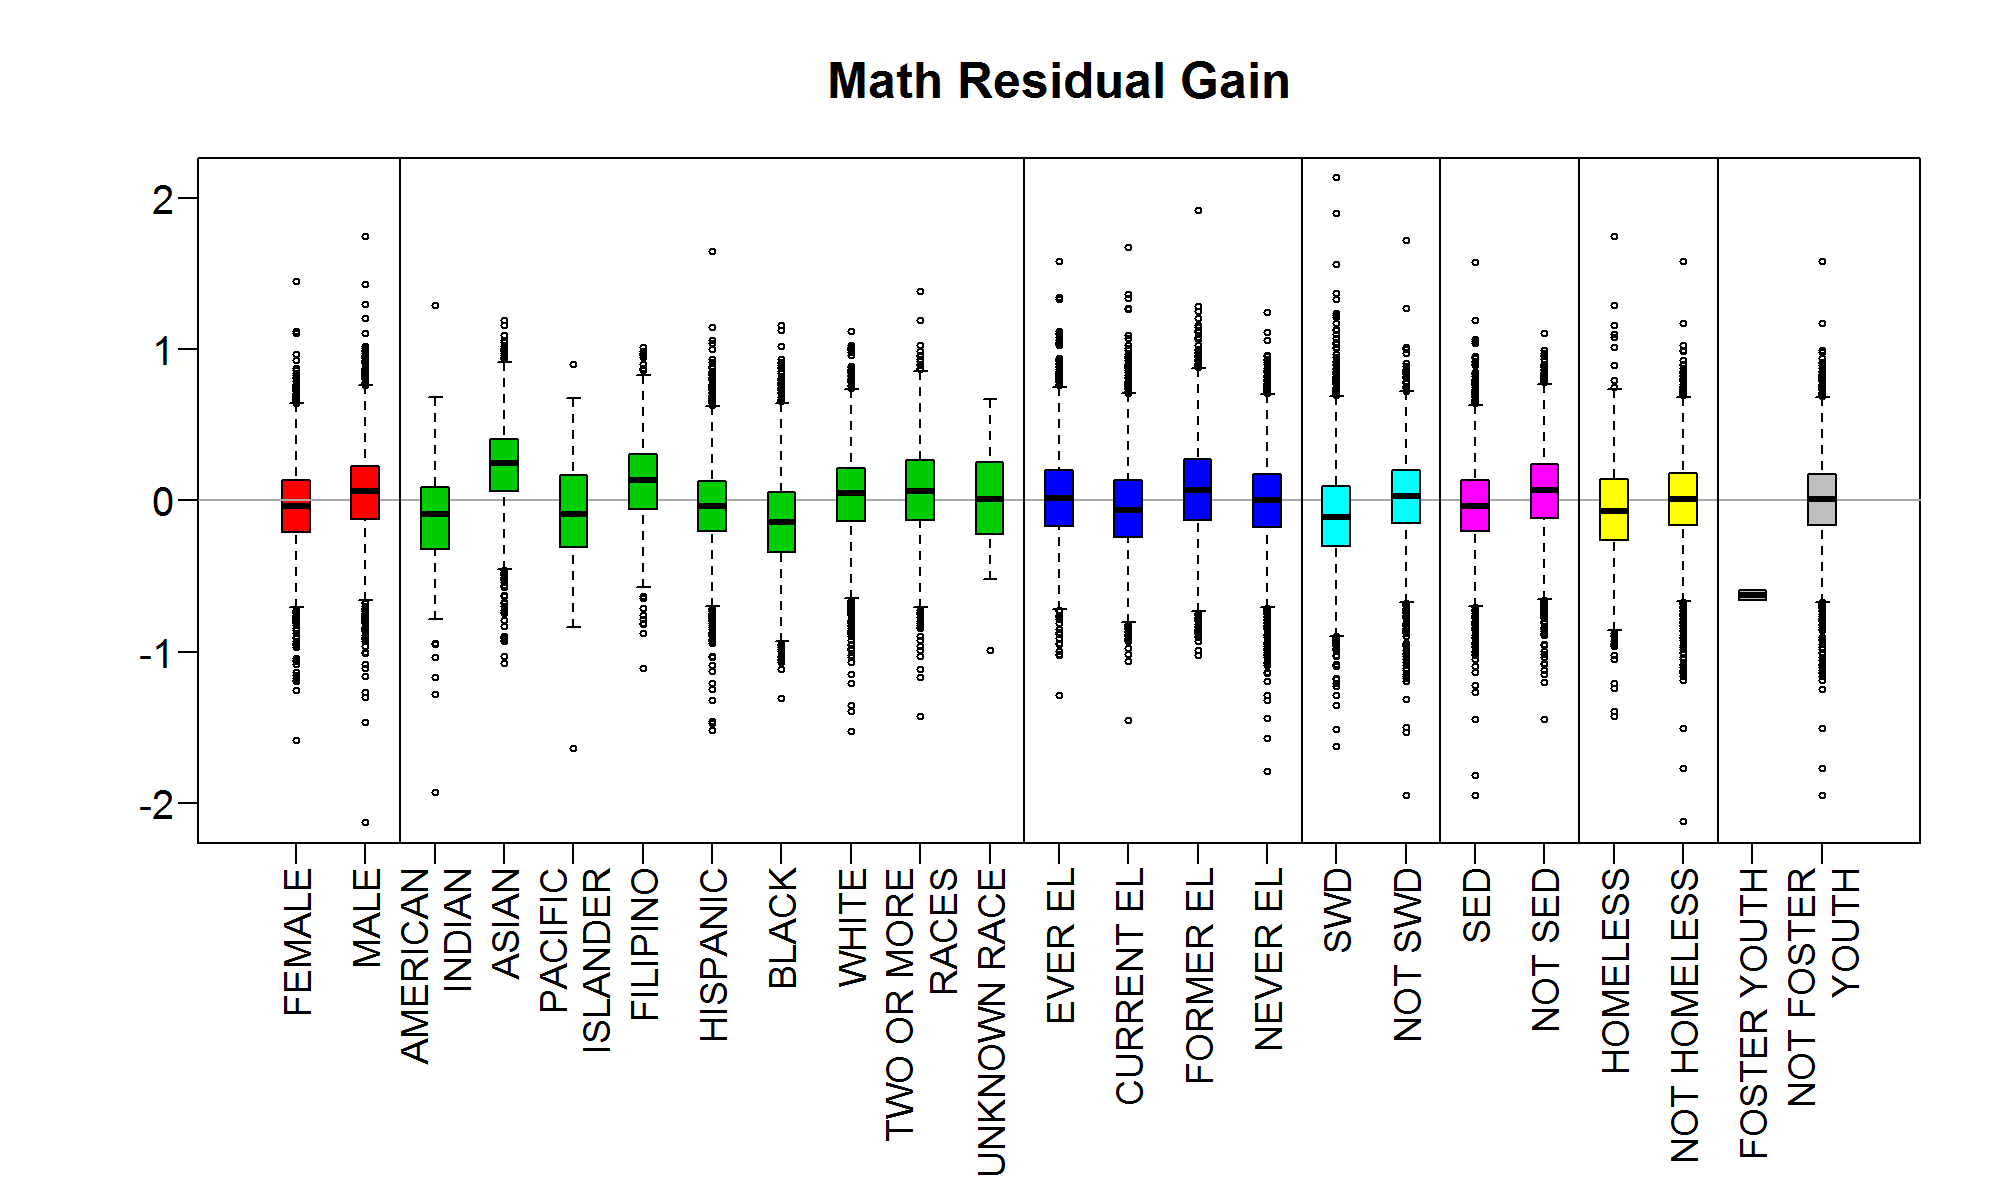 Math Residual Gain
2
1
0
-1
-2
FEMALE
MALE
AMERICAN
INDIAN
ASIAN
PACIFIC
ISLANDER
FILIPINO
HISPANIC
BLACK
WHITE
TWO OR MORE
RACES
UNKNOWN RACE
EVER EL
CURRENT EL
FORMER EL
NEVER EL
SWD
NOT SWD
SED
NOT SED
HOMELESS
NOT HOMELESS
FOSTER YOUTH
NOT FOSTER
YOUTH